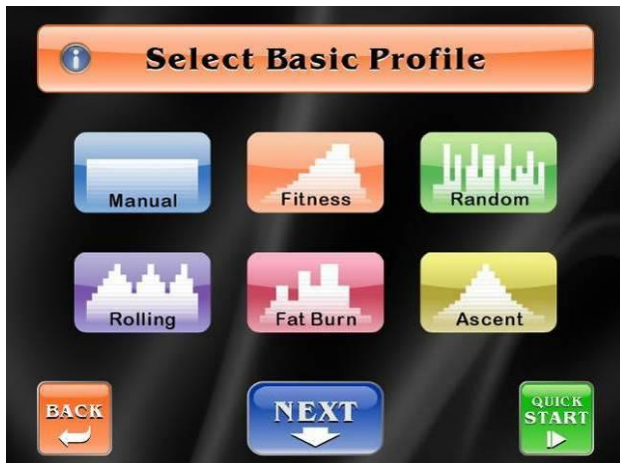 Select Basic Profile
Manual
Fitness
Random
Rolling
Fat Burn
Ascent
BACK
NEXT
QUICK
START